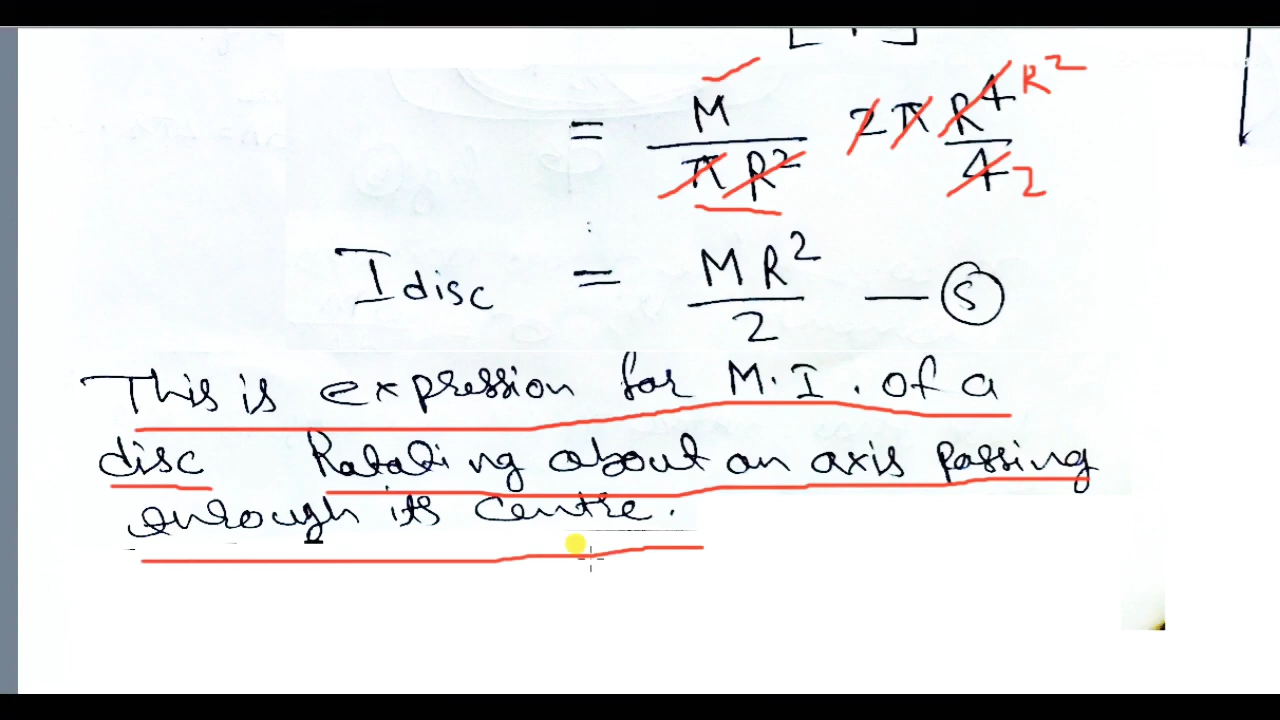 = M / πR² 2π R⁴ / 4 R² 2
I disc = MR² / 2 — ⑤
This is expression for M.I. of a
disc Rotating about an axis passing
through its centre.